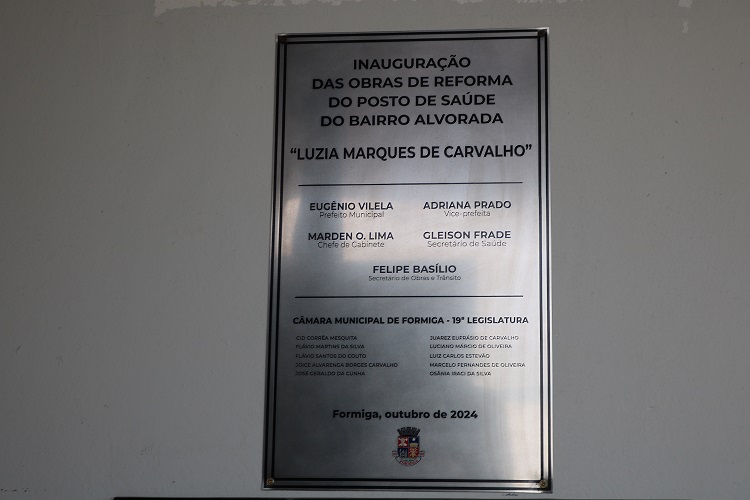 INAUGURAÇÃO
DAS OBRAS DE REFORMA
DO POSTO DE SAÚDE
DO BAIRRO ALVORADA
“LUZIA MARQUES DE CARVALHO”
EUGÊNIO VILELA
Prefeito Municipal
ADRIANA PRADO
Vice-prefeita
MARDEN O. LIMA
Chefe de Gabinete
GLEISON FRADE
Secretário de Saúde
FELIPE BASÍLIO
Secretário de Obras e Trânsito
CÂMARA MUNICIPAL DE FORMIGA - 19ª LEGISLATURA
CID CORRÊA MESQUITA
FLÁVIO MARTINS DA SILVA
FLÁVIO SANTOS DO COUTO
JOICE ALVARENGA BORGES CARVALHO
JOSÉ GERALDO DA CUNHA
JUAREZ EUFRÁSIO DE CARVALHO
LUCIANO MÁRCIO DE OLIVEIRA
LUIZ CARLOS ESTEVÃO
MARCELO FERNANDES DE OLIVEIRA
OSÂNIA IRACI DA SILVA
Formiga, outubro de 2024